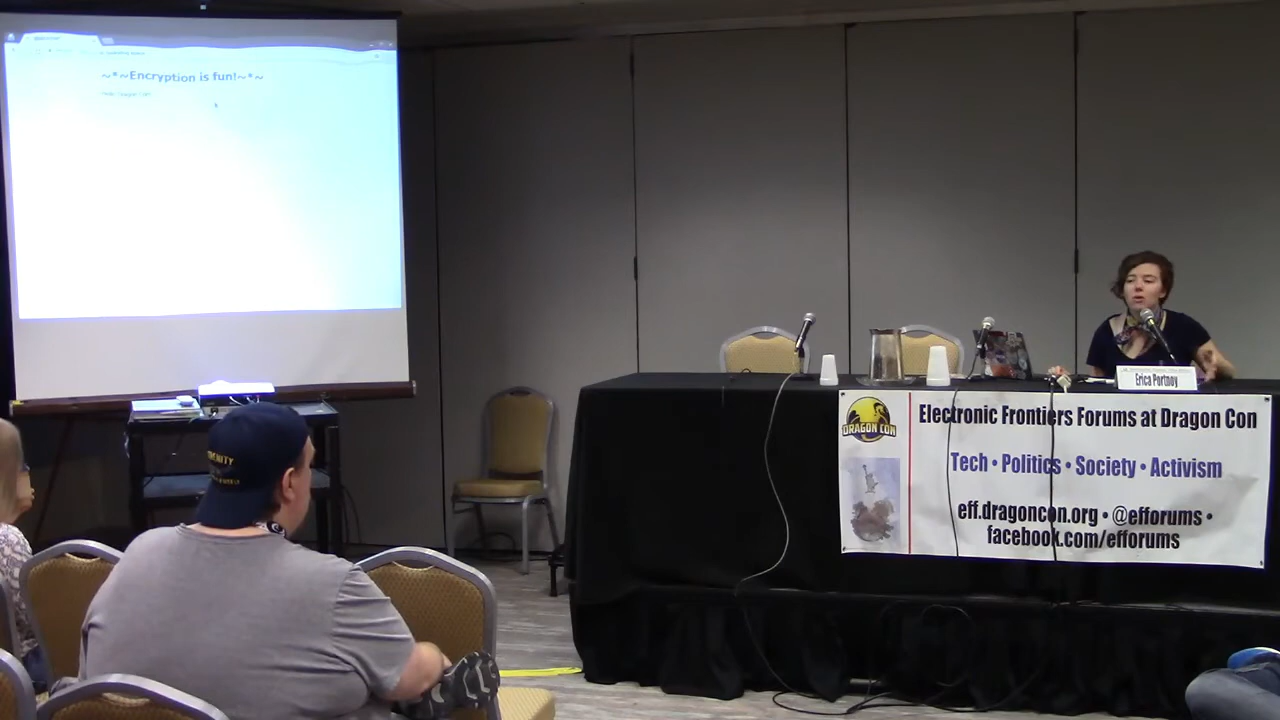 ~*~Encryption is fun!~*~
Erica Portnoy
DRAGON CON
Electronic Frontiers Forums at Dragon Con
Tech • Politics • Society • Activism
eff.dragoncon.org • @efforums •
facebook.com/efforums